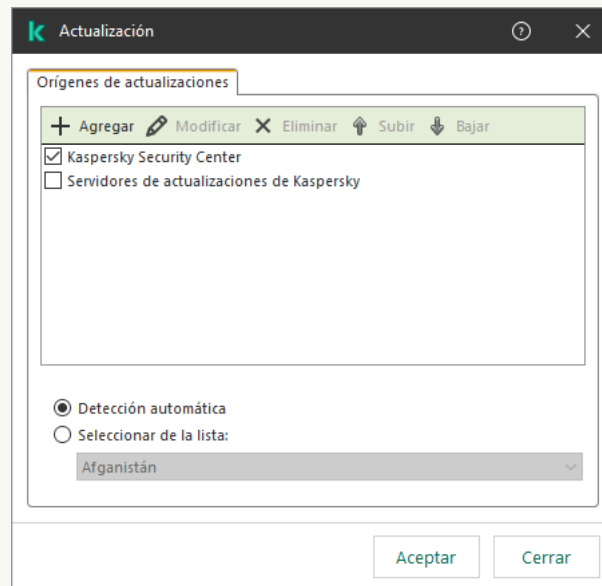 Actualización
Orígenes de actualizaciones
Agregar Modificar Eliminar Subir Bajar
Kaspersky Security Center
Servidores de actualizaciones de Kaspersky
Detección automática
Seleccionar de la lista:
Afganistán
Aceptar Cerrar